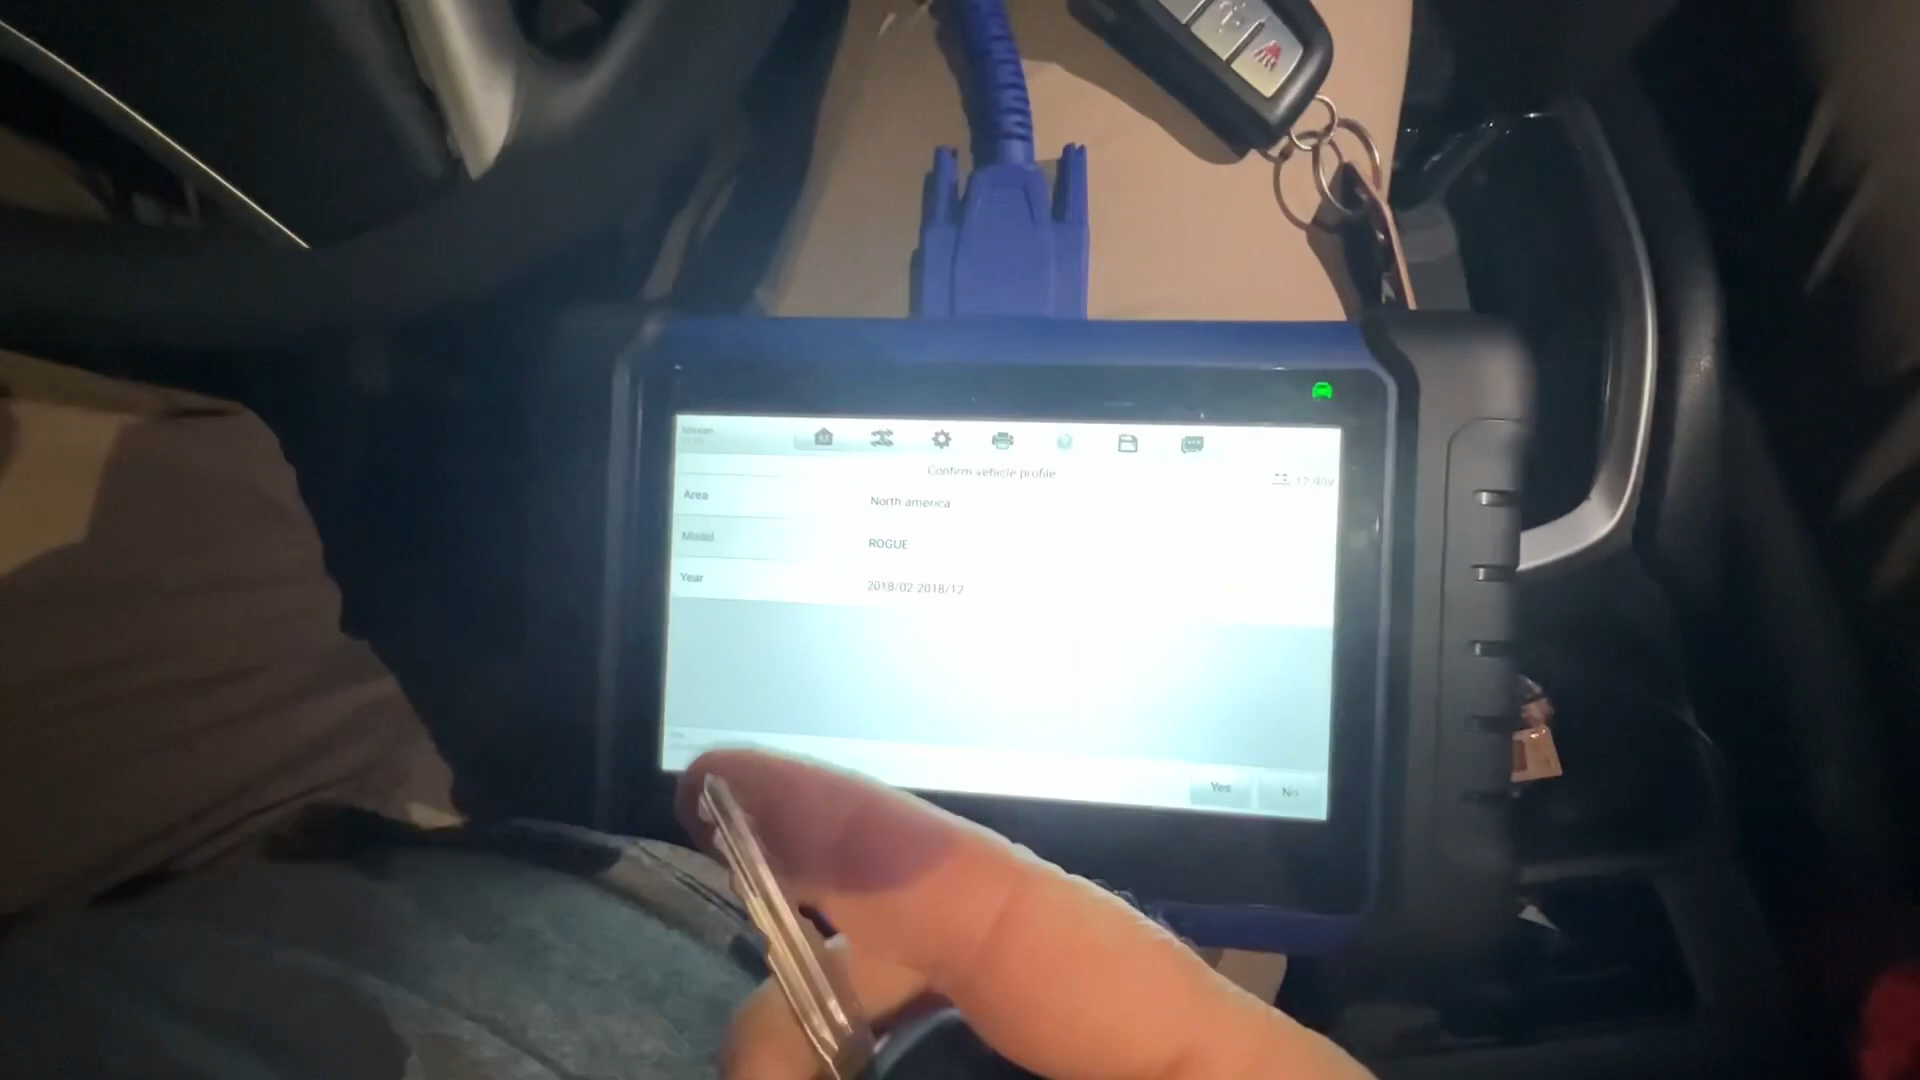 Nissan
Confirm vehicle profile
Area North america
Model ROGUE
Year 2018/02-2018/12
Yes No